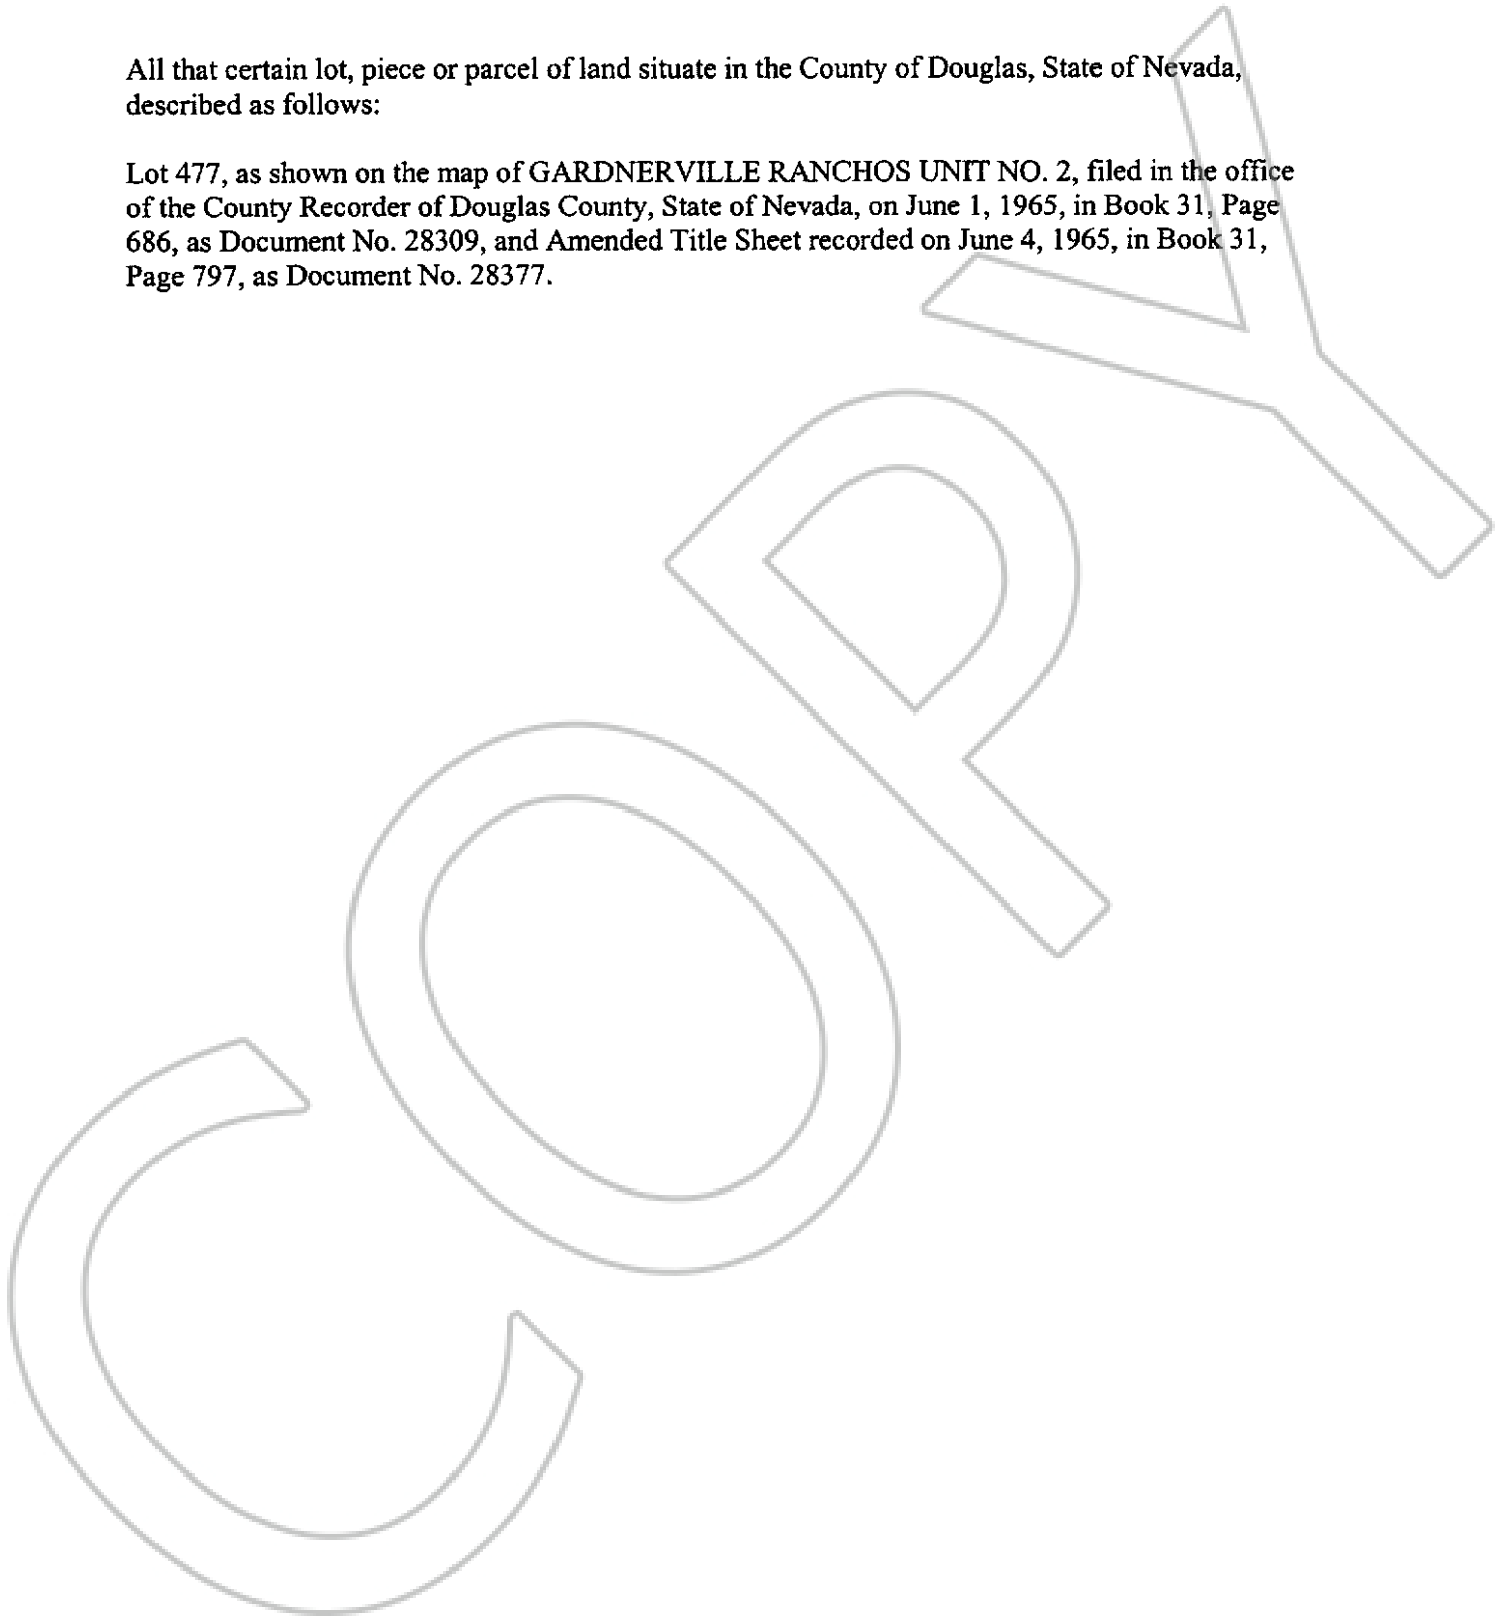 All that certain lot, piece or parcel of land situate in the County of Douglas, State of Nevada,
described as follows:
Lot 477, as shown on the map of GARDNERVILLE RANCHOS UNIT NO. 2, filed in the office
of the County Recorder of Douglas County, State of Nevada, on June 1, 1965, in Book 31, Page
686, as Document No. 28309, and Amended Title Sheet recorded on June 4, 1965, in Book 31,
Page 797, as Document No. 28377.
COPY